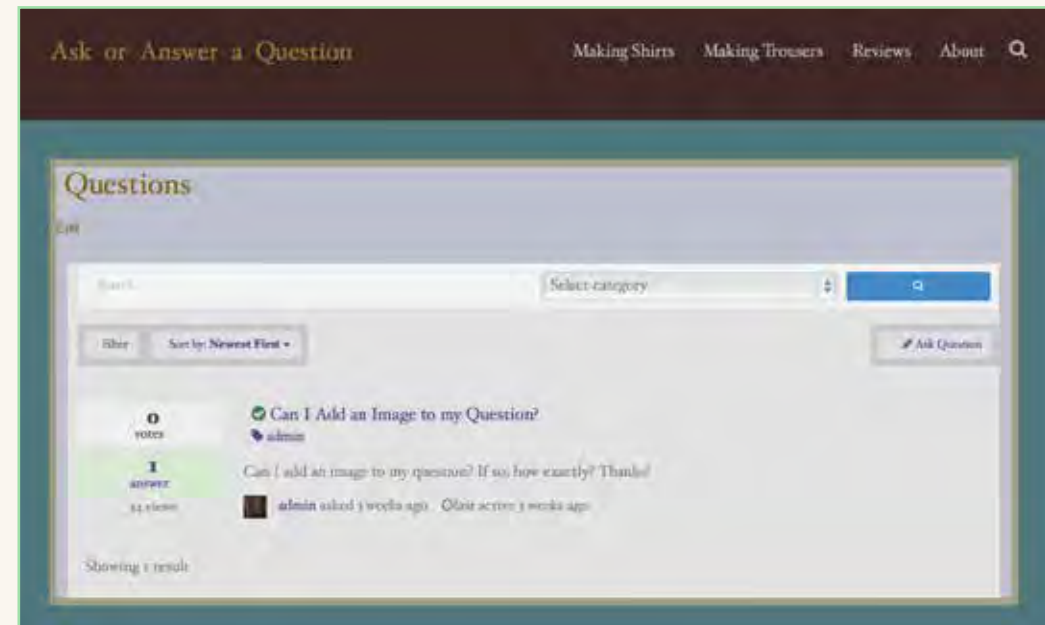 Ask or Answer a Question
Making Shirts Making Trousers Reviews About
Questions
Edit
Search
Select category
filter Sort by: Newest First
Ask Question
0
votes
Can I Add an Image to my Question?
admin
1
answer
Can I add an image to my question? If so, how exactly? Thanks!
views
admin asked 3 weeks ago active 3 weeks ago
Showing 1 result